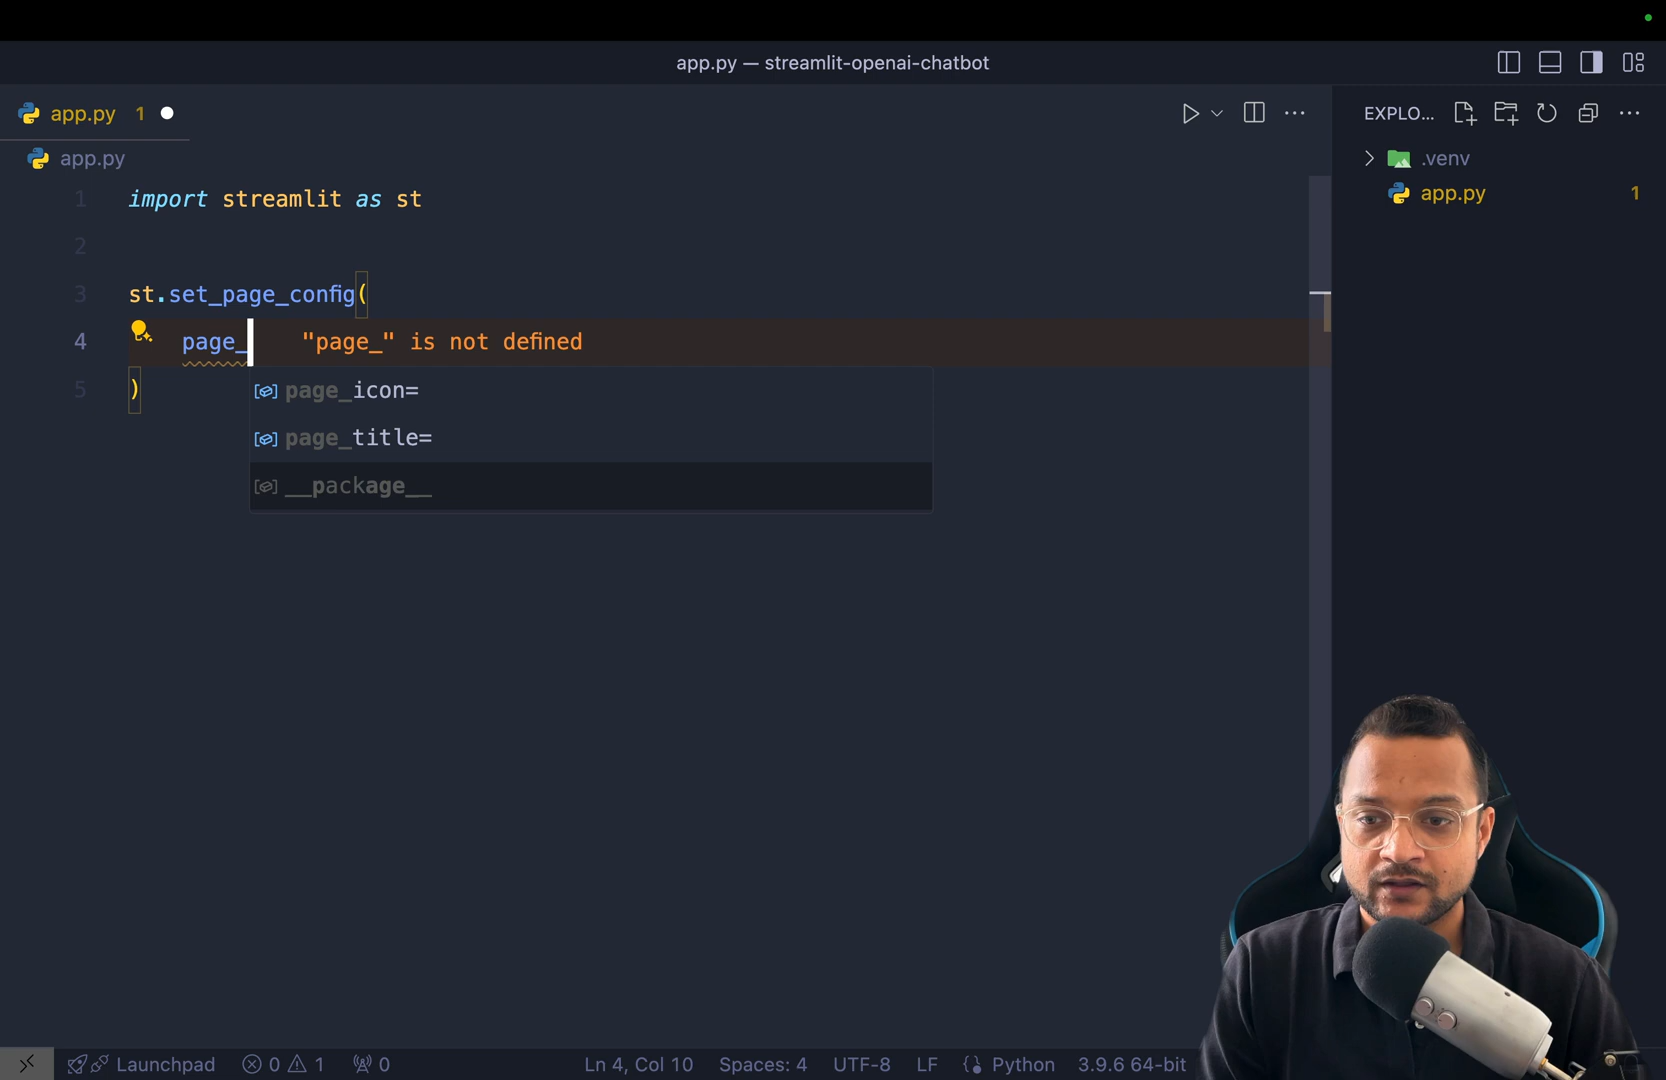 app.py — streamlit-openai-chatbot
app.py 1
EXPLO...
app.py
.venv
app.py 1
1 import streamlit as st
2
3 st.set_page_config(
4 page_ "page_" is not defined
5 )
page_icon=
page_title=
__package__
Launchpad 0 1 0 Ln 4, Col 10 Spaces: 4 UTF-8 LF Python 3.9.6 64-bit